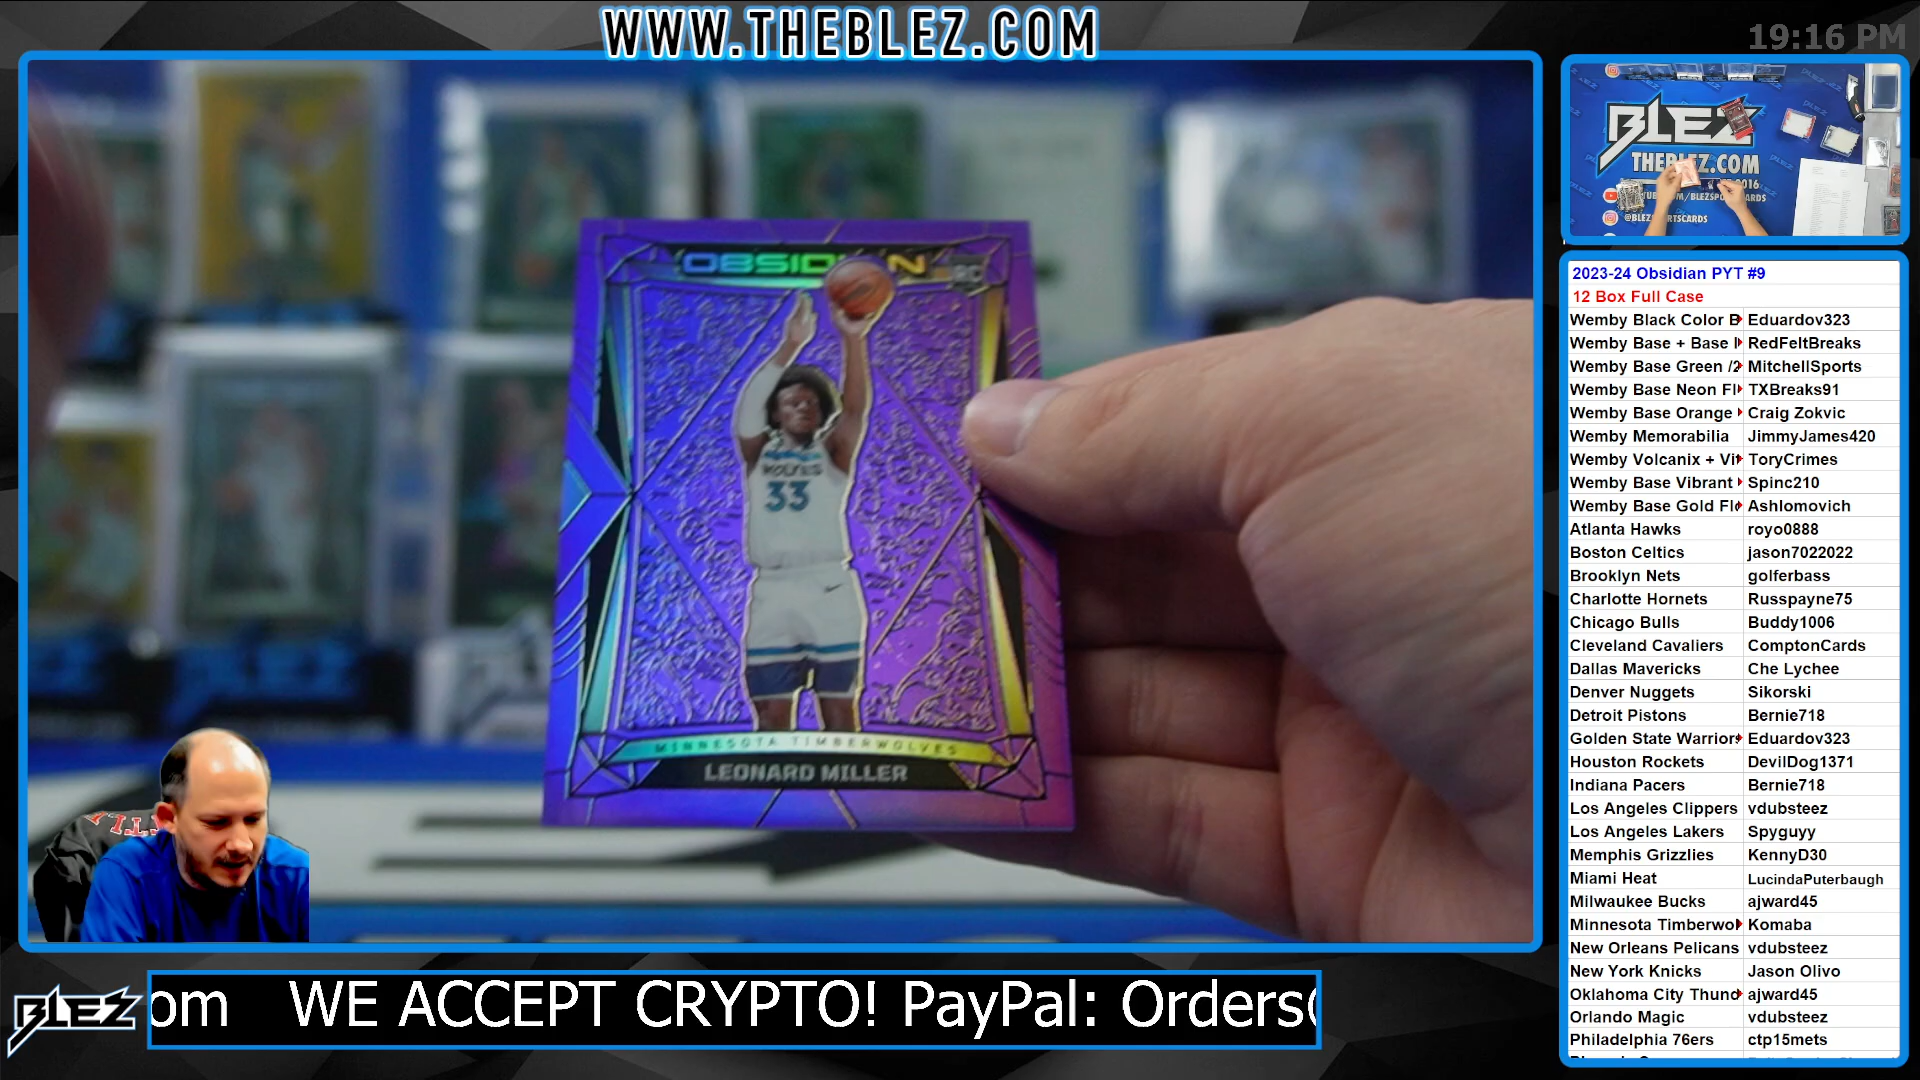 WWW.THEBLEZ.COM
19:16 PM
OBSIDIAN
RC
WOLVES
33
MINNESOTA TIMBERWOLVES
LEONARD MILLER
BLEZ
THEBLEZ.COM
2023-24 Obsidian PYT #9
12 Box Full Case
Wemby Black Color B Eduardov323
Wemby Base + Base RedFeltBreaks
Wemby Base Green /2 MitchellSports
Wemby Base Neon Fl TXBreaks91
Wemby Base Orange Craig Zokvic
Wemby Memorabilia JimmyJames420
Wemby Volcanix + Vi ToryCrimes
Wemby Base Vibrant Spinc210
Wemby Base Gold Fl Ashlomovich
Atlanta Hawks royo0888
Boston Celtics jason7022022
Brooklyn Nets golferbass
Charlotte Hornets Russpayne75
Chicago Bulls Buddy1006
Cleveland Cavaliers ComptonCards
Dallas Mavericks Che Lychee
Denver Nuggets Sikorski
Detroit Pistons Bernie718
Golden State Warriors Eduardov323
Houston Rockets DevilDog1371
Indiana Pacers Bernie718
Los Angeles Clippers vdubsteez
Los Angeles Lakers Spyguyy
Memphis Grizzlies KennyD30
Miami Heat LucindaPuterbaugh
Milwaukee Bucks ajward45
Minnesota Timberwol Komaba
New Orleans Pelicans vdubsteez
New York Knicks Jason Olivo
Oklahoma City Thund ajward45
Orlando Magic vdubsteez
Philadelphia 76ers ctp15mets
BLEZ
om WE ACCEPT CRYPTO! PayPal: Orders@